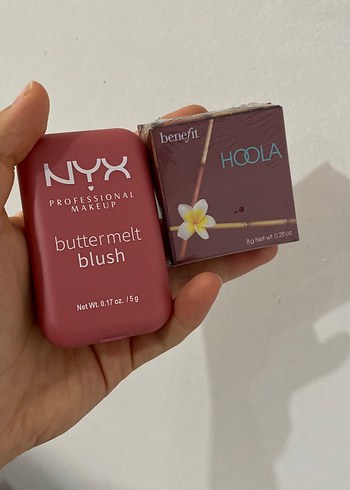 NYX
PROFESSIONAL
MAKEUP
buttermelt
blush
Net Wt. 0.17 oz. / 5 g
benefit
HOOLA
8g Net wt. 0.28 oz.